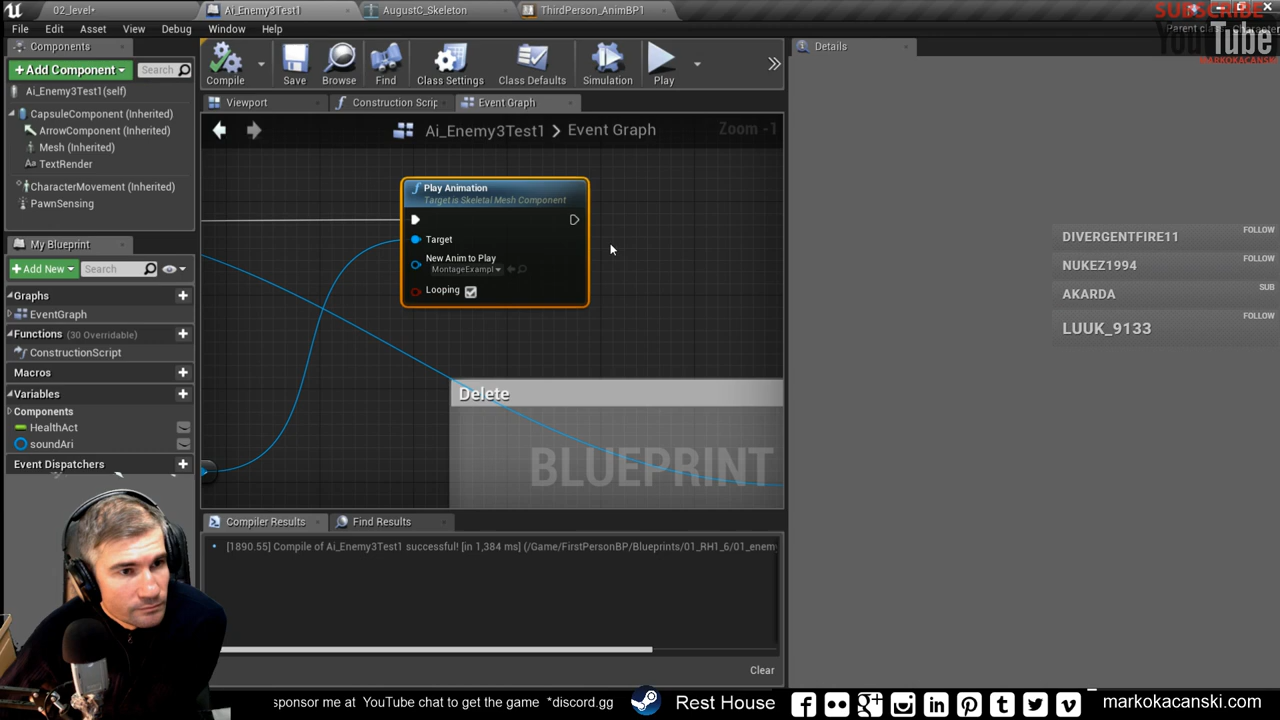 02_level*
Ai_Enemy3Test1
AugustC_Skeleton
ThirdPerson_AnimBP1
SUBSCRIBE
YouTube
MARKOKACANSKI
File Edit Asset View Debug Window Help
Parent class: Character
Components
Details
Add Component
Search
Compile
Save
Browse
Find
Class Settings
Class Defaults
Simulation
Play
Ai_Enemy3Test1(self)
CapsuleComponent (Inherited)
ArrowComponent (Inherited)
Mesh (Inherited)
TextRender
CharacterMovement (Inherited)
PawnSensing
Viewport
Construction Scrip
Event Graph
Ai_Enemy3Test1 > Event Graph
Zoom -1
Play Animation
Target is Skeletal Mesh Component
Target
New Anim to Play
MontageExampl
Looping
Delete
BLUEPRINT
My Blueprint
Add New
Search
Graphs
EventGraph
Functions (30 Overridable)
ConstructionScript
Macros
Variables
Components
HealthAct
soundAri
Event Dispatchers
Compiler Results
Find Results
[1890.55] Compile of Ai_Enemy3Test1 successful! [in 1,384 ms] (/Game/FirstPersonBP/Blueprints/01_RH1_6/01_enem
Clear
DIVERGENTFIRE11 FOLLOW
NUKEZ1994 FOLLOW
AKARDA SUB
LUUK_9133 FOLLOW
sponsor me at YouTube chat to get the game *discord.gg
Rest House
markokacanski.com